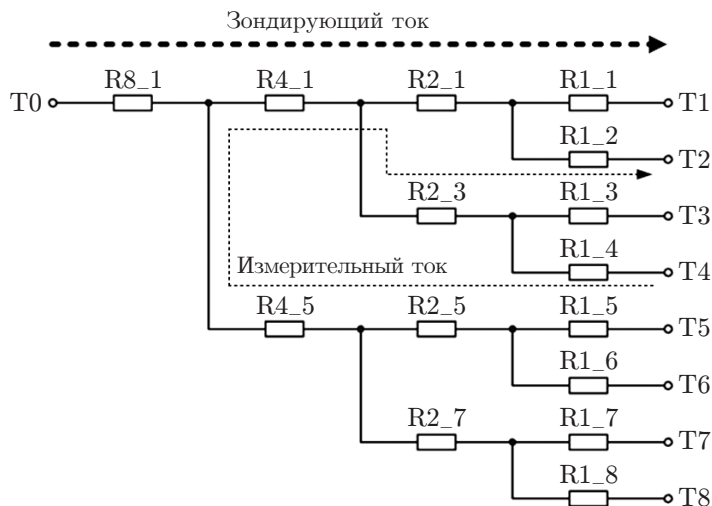 Зондирующий ток
R8_1 R4_1 R2_1 R1_1
T0 T1
R1_2
T2
R2_3 R1_3
T3
R1_4
Измерительный ток T4
R4_5 R2_5 R1_5
T5
R1_6
T6
R2_7 R1_7
T7
R1_8
T8